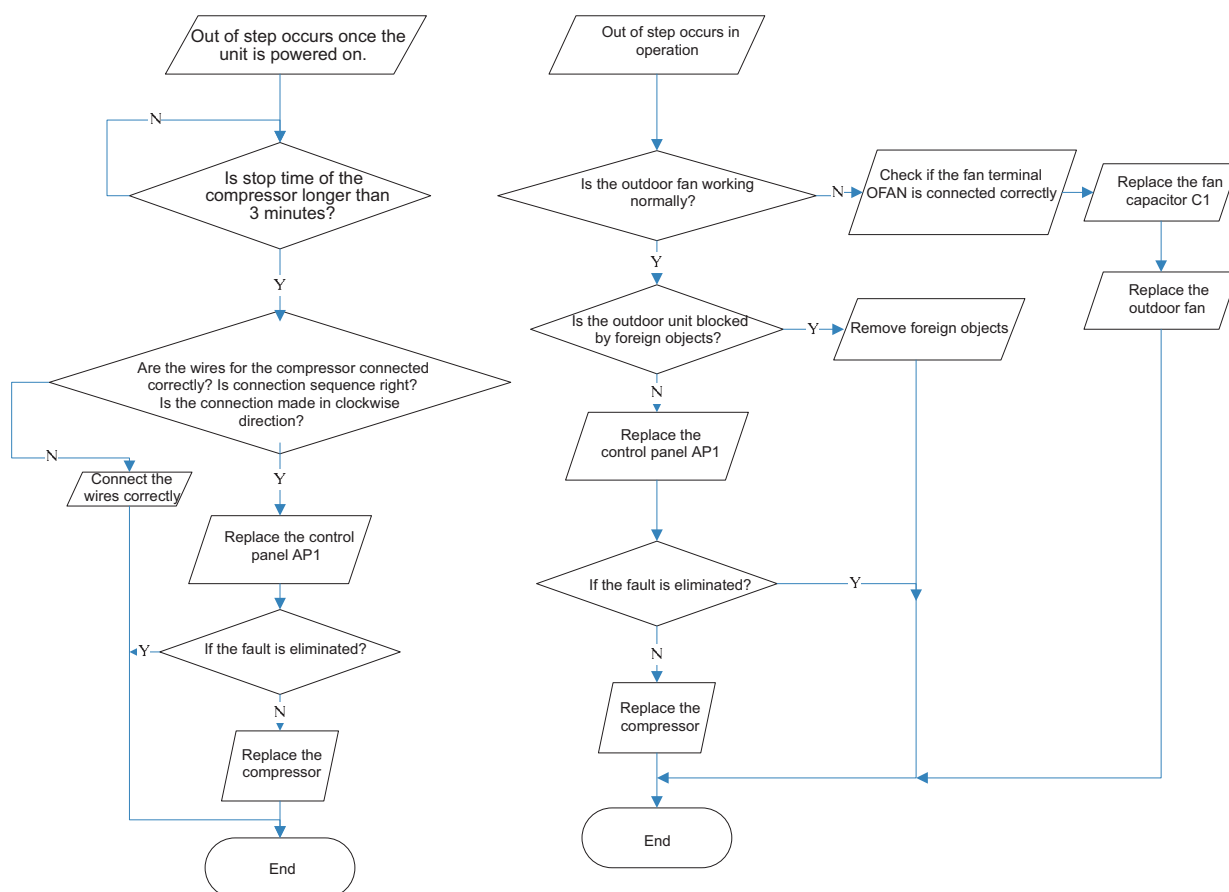 Out of step occurs once the
unit is powered on.
N
Is stop time of the
compressor longer than
3 minutes?
Y
Are the wires for the compressor connected
correctly? Is connection sequence right?
Is the connection made in clockwise
direction?
N
Connect the
wires correctly
Y
Replace the control
panel AP1
If the fault is eliminated?
Y
N
Replace the
compressor
End
Out of step occurs in
operation
Is the outdoor fan working
normally?
N
Check if the fan terminal
OFAN is connected correctly
Replace the fan
capacitor C1
Replace the
outdoor fan
Y
Is the outdoor unit blocked
by foreign objects?
Y
Remove foreign objects
N
Replace the
control panel AP1
If the fault is eliminated?
Y
N
Replace the
compressor
End